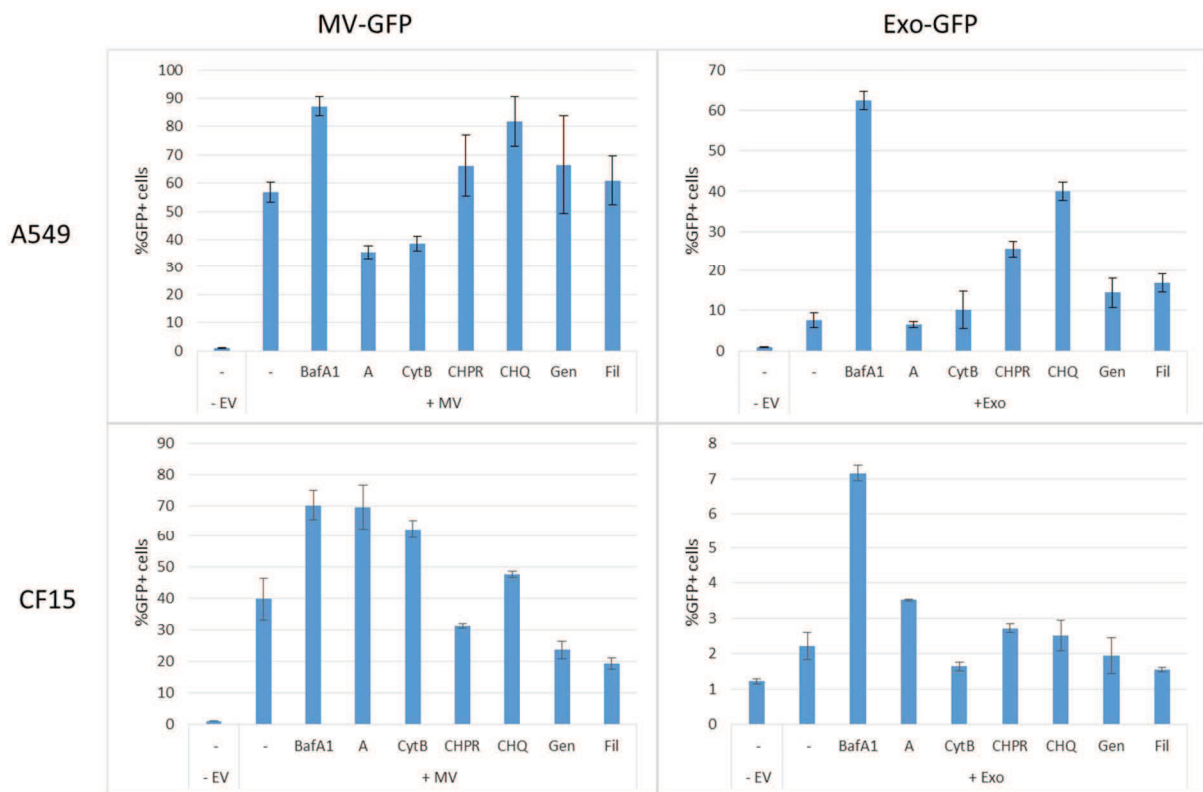 MV-GFP
Exo-GFP
A549
%GFP+ cells
100
90
80
70
60
50
40
30
20
10
0
- - BafA1 A CytB CHPR CHQ Gen Fil
- EV + MV
%GFP+ cells
70
60
50
40
30
20
10
0
- - BafA1 A CytB CHPR CHQ Gen Fil
- EV +Exo
CF15
%GFP+ cells
90
80
70
60
50
40
30
20
10
0
- - BafA1 A CytB CHPR CHQ Gen Fil
- EV + MV
%GFP+ cells
8
7
6
5
4
3
2
1
0
- - BafA1 A CytB CHPR CHQ Gen Fil
- EV + Exo